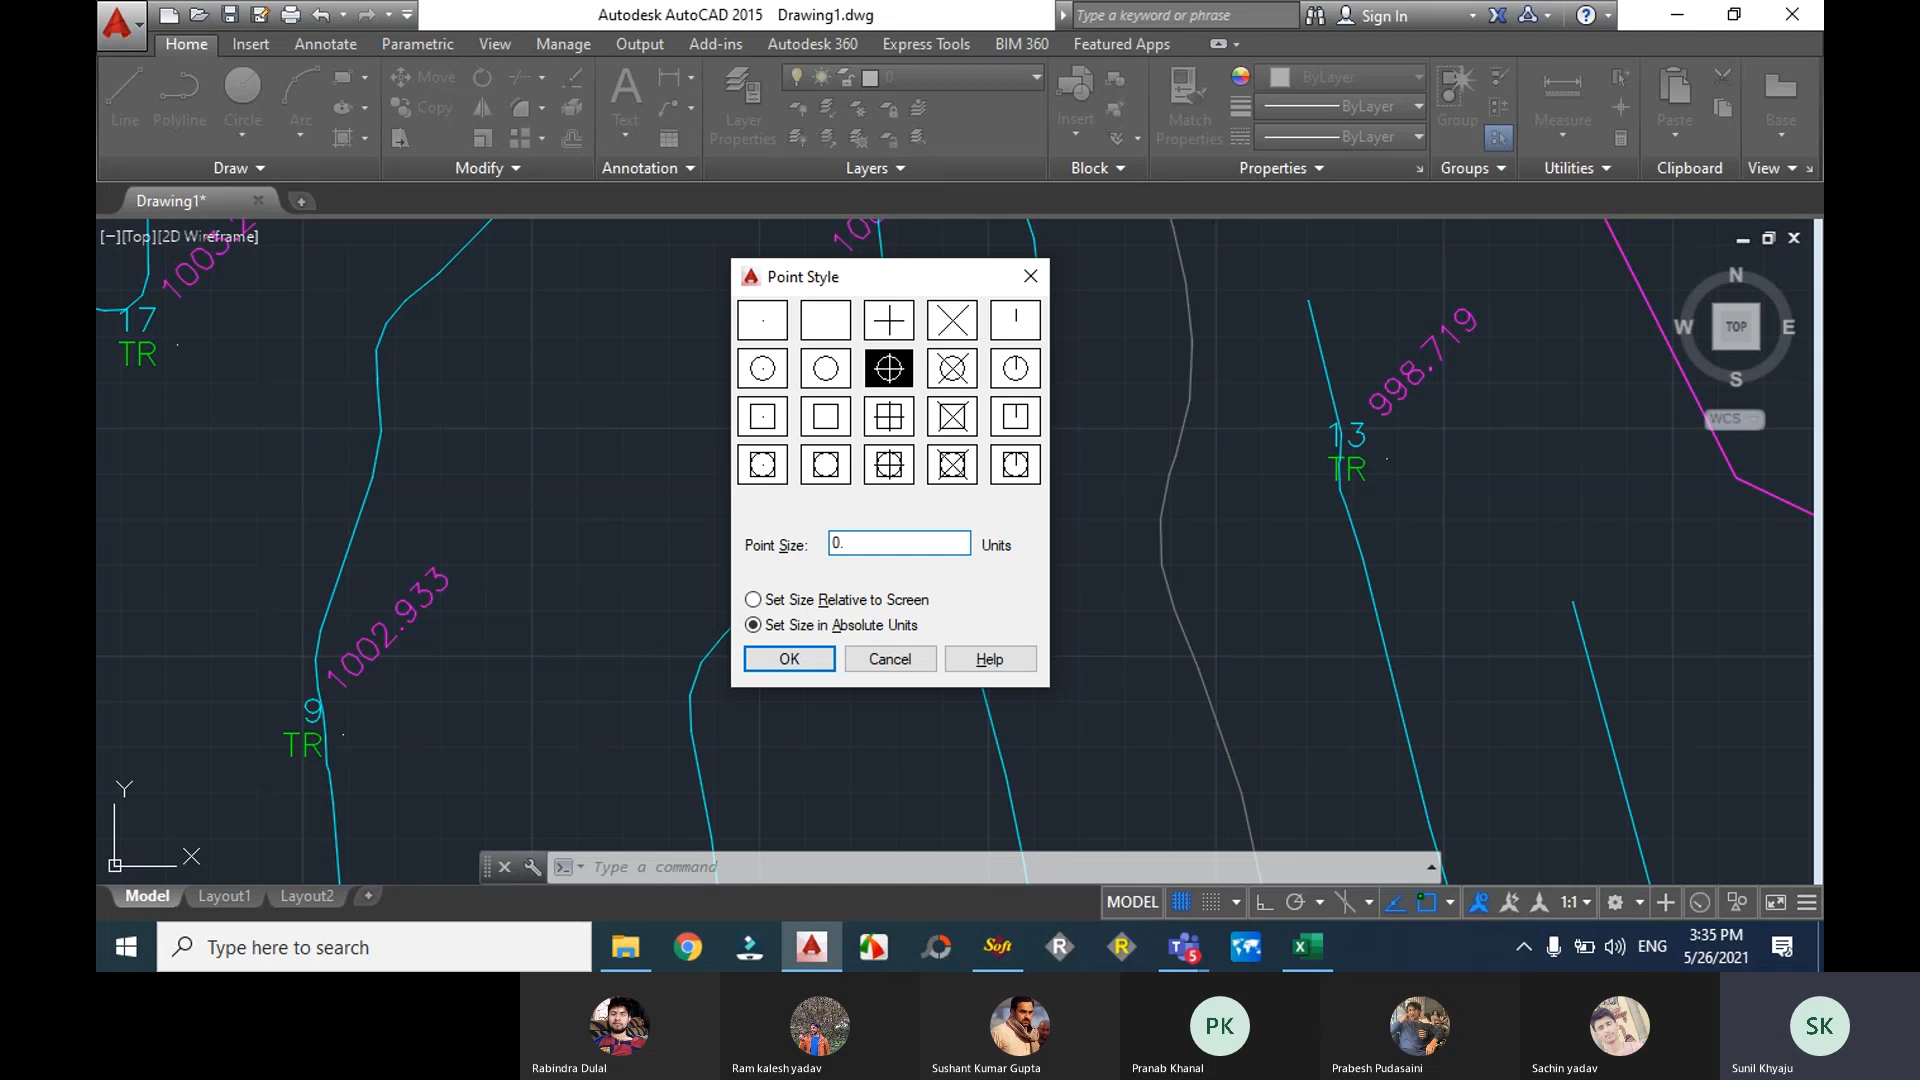 Autodesk AutoCAD 2015 Drawing1.dwg
Type a keyword or phrase
Sign In
Home Insert Annotate Parametric View Manage Output Add-ins Autodesk 360 Express Tools BIM 360 Featured Apps
Line Polyline Circle Arc
Move
Copy
Text
Layer Properties
0
Insert
Match Properties
ByLayer
ByLayer
ByLayer
Group
Measure
Paste
Base
Draw Modify Annotation Layers Block Properties Groups Utilities Clipboard View
Drawing1*
[−][Top][2D Wireframe]
17
TR
1002.933
9
TR
998.719
13
TR
N
W TOP E
S
WCS
Point Style
Point Size: 0. Units
Set Size Relative to Screen
Set Size in Absolute Units
OK Cancel Help
Y
X
Type a command
Model Layout1 Layout2
MODEL 1:1
Type here to search
Soft
R
R
5
ENG
3:35 PM
5/26/2021
PK
SK
Rabindra Dulal
Ram kalesh yadav
Sushant Kumar Gupta
Pranab Khanal
Prabesh Pudasaini
Sachin yadav
Sunil Khyaju